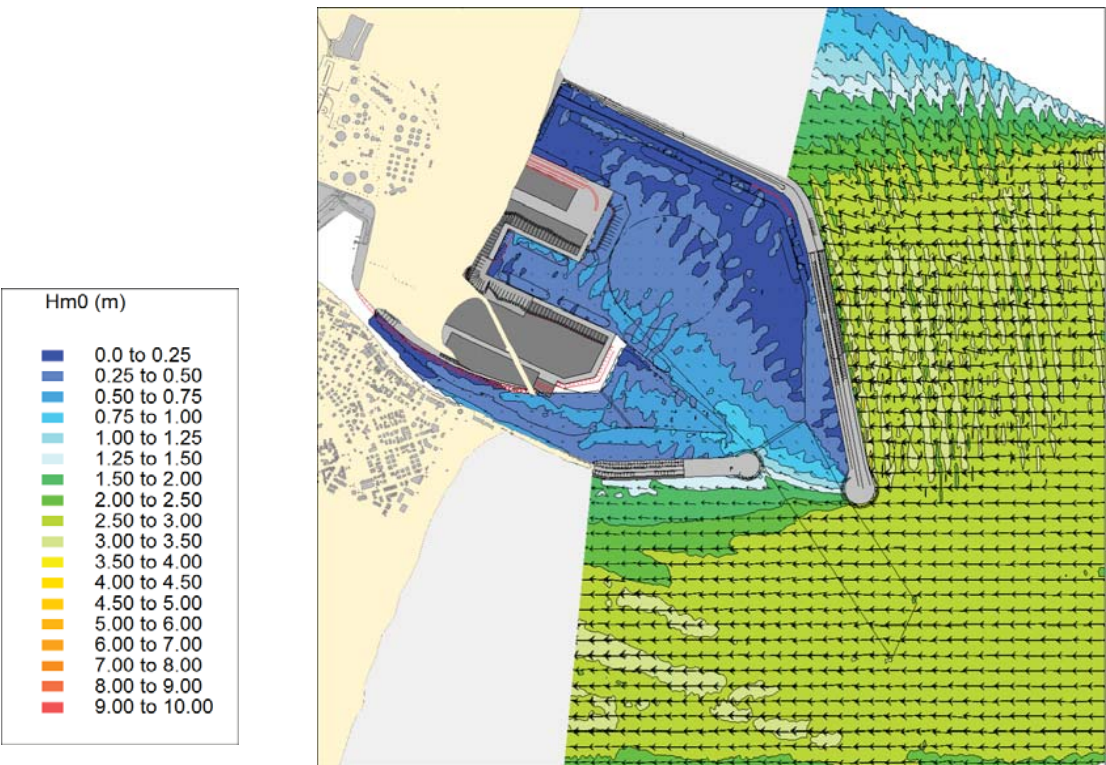 Hm0 (m)
0.0 to 0.25
0.25 to 0.50
0.50 to 0.75
0.75 to 1.00
1.00 to 1.25
1.25 to 1.50
1.50 to 2.00
2.00 to 2.50
2.50 to 3.00
3.00 to 3.50
3.50 to 4.00
4.00 to 4.50
4.50 to 5.00
5.00 to 6.00
6.00 to 7.00
7.00 to 8.00
8.00 to 9.00
9.00 to 10.00